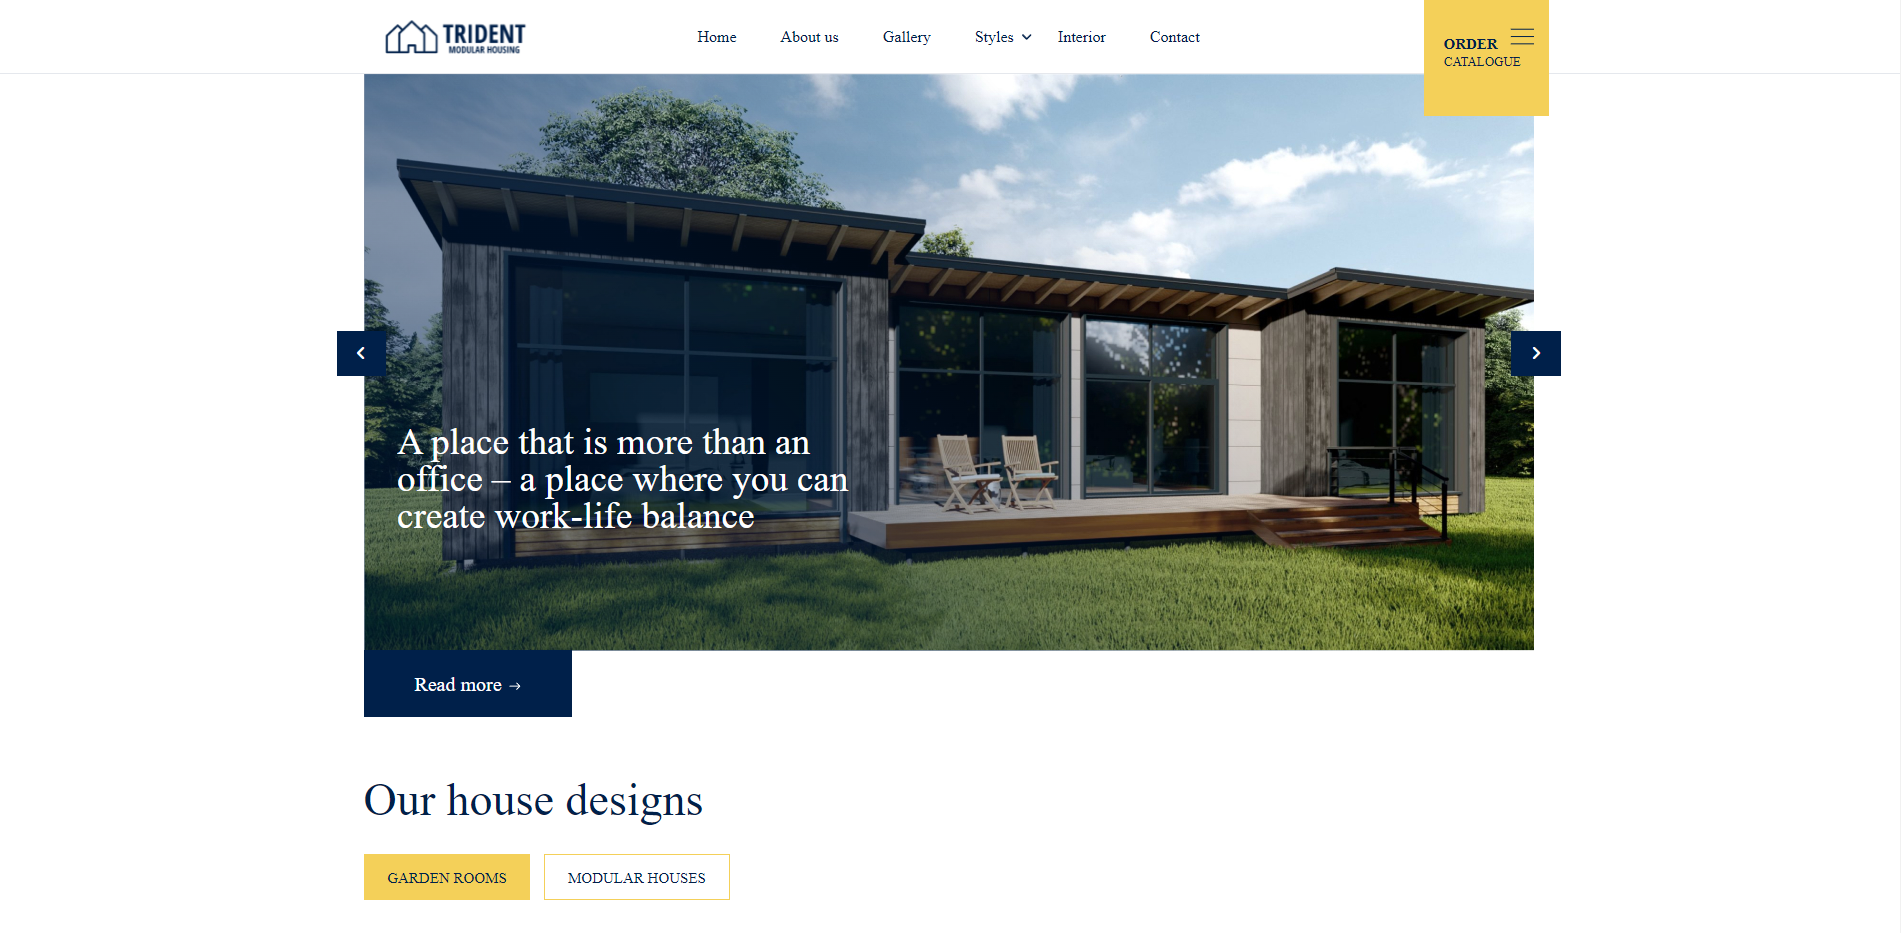 TRIDENT
MODULAR HOUSING
Home
About us
Gallery
Styles
Interior
Contact
ORDER
CATALOGUE
A place that is more than an
office – a place where you can
create work-life balance
Read more →
Our house designs
GARDEN ROOMS
MODULAR HOUSES